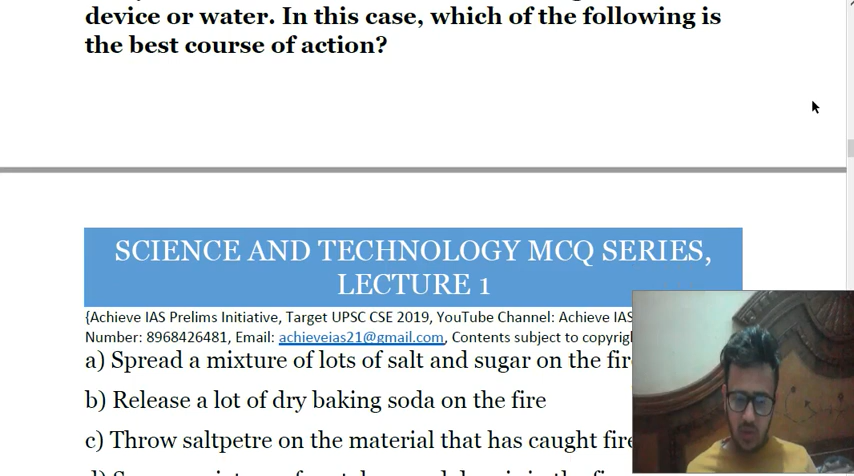 device or water. In this case, which of the following is
the best course of action?
SCIENCE AND TECHNOLOGY MCQ SERIES,
LECTURE 1
{Achieve IAS Prelims Initiative, Target UPSC CSE 2019, YouTube Channel: Achieve IAS
Number: 8968426481, Email: achieveias21@gmail.com, Contents subject to
a) Spread a mixture of lots of salt and sugar on the
b) Release a lot of dry baking soda on the fire
c) Throw saltpetre on the material that has caught fire